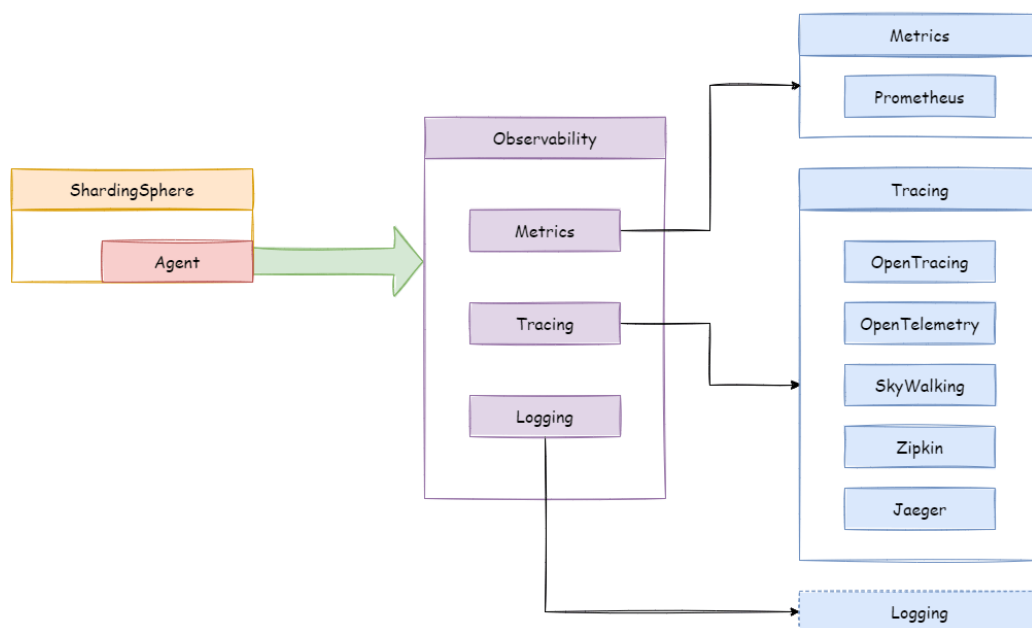 ShardingSphere
Agent
Observability
Metrics
Tracing
Logging
Metrics
Prometheus
Tracing
OpenTracing
OpenTelemetry
SkyWalking
Zipkin
Jaeger
Logging